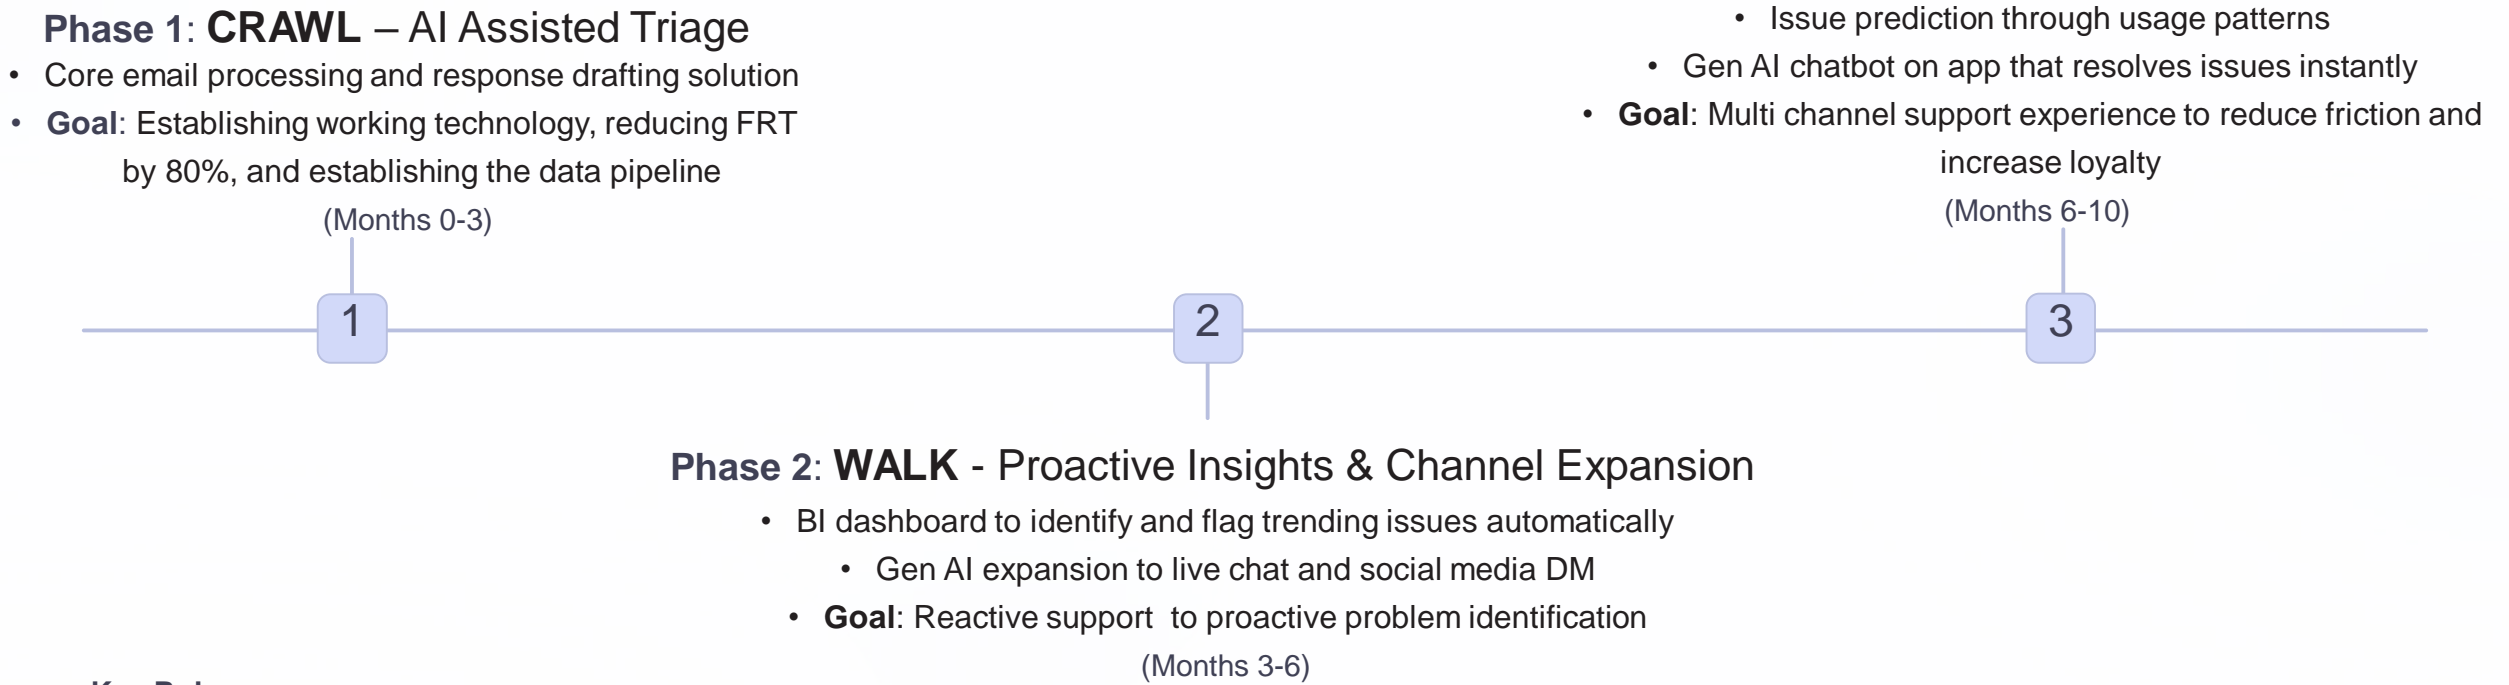 Phase 1: CRAWL – AI Assisted Triage
• Core email processing and response drafting solution
• Goal: Establishing working technology, reducing FRT
by 80%, and establishing the data pipeline
(Months 0-3)
• Issue prediction through usage patterns
• Gen AI chatbot on app that resolves issues instantly
• Goal: Multi channel support experience to reduce friction and
increase loyalty
(Months 6-10)
1
2
3
Phase 2: WALK - Proactive Insights & Channel Expansion
• BI dashboard to identify and flag trending issues automatically
• Gen AI expansion to live chat and social media DM
• Goal: Reactive support  to proactive problem identification
(Months 3-6)